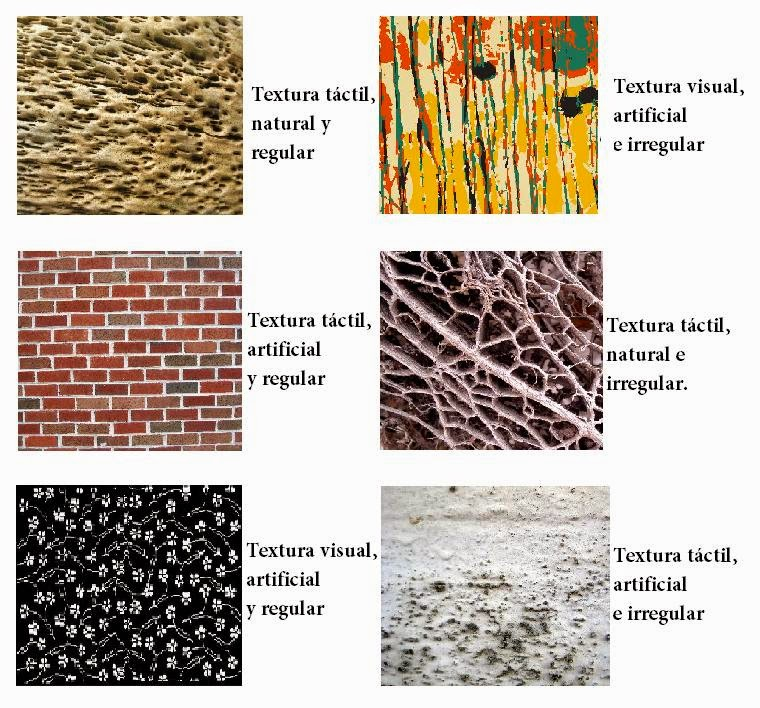 Textura táctil,
natural y
regular
Textura visual,
artificial
e irregular
Textura táctil,
artificial
y regular
Textura táctil,
natural e
irregular.
Textura visual,
artificial
y regular
Textura táctil,
artificial
e irregular